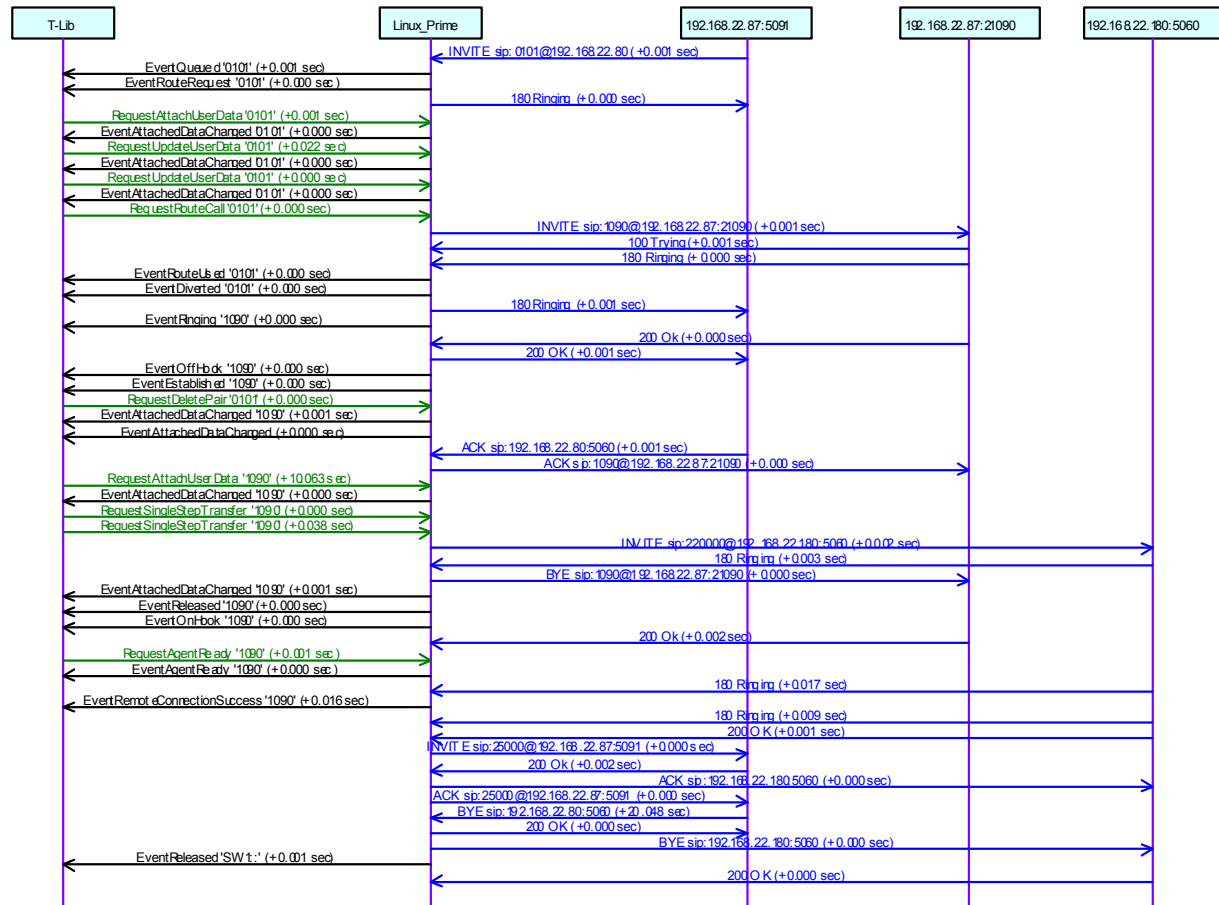 T-Lib
Linux_Prime
192.168.22.87:5091
192.168.22.87:21090
192.168.22.180:5060
INVITE sip: 0101@192.168.22.80 (+0.001 sec)
EventQueued '0101' (+0.001 sec)
EventRouteRequest '0101' (+0.000 sec)
180 Ringing (+0.000 sec)
RequestAttachUserData '0101' (+0.001 sec)
EventAttachedDataChanged '0101' (+0.000 sec)
RequestUpdateUserData '0101' (+0.022 sec)
EventAttachedDataChanged '0101' (+0.000 sec)
RequestUpdateUserData '0101' (+0.000 sec)
EventAttachedDataChanged '0101' (+0.000 sec)
RequestRouteCall '0101' (+0.000 sec)
INVITE sip:1090@192.168.22.87:21090 (+0.001 sec)
100 Trying (+0.001 sec)
180 Ringing (+0.000 sec)
EventRouteUsed '0101' (+0.000 sec)
EventDiverted '0101' (+0.000 sec)
180 Ringing (+0.001 sec)
EventRinging '1090' (+0.000 sec)
200 Ok (+0.000 sec)
200 OK (+0.001 sec)
EventOffHook '1090' (+0.000 sec)
EventEstablished '1090' (+0.000 sec)
RequestDeletePair '0101' (+0.000 sec)
EventAttachedDataChanged '1090' (+0.001 sec)
EventAttachedDataChanged (+0.000 sec)
ACK sip:192.168.22.80:5060 (+0.001 sec)
ACK sip:1090@192.168.22.87:21090 (+0.000 sec)
RequestAttachUserData '1090' (+10.063 sec)
EventAttachedDataChanged '1090' (+0.000 sec)
RequestSingleStepTransfer '1090' (+0.000 sec)
RequestSingleStepTransfer '1090' (+0.038 sec)
INVITE sip:220000@192.168.22.180:5060 (+0.002 sec)
180 Ringing (+0.003 sec)
BYE sip:1090@192.168.22.87:21090 (+0.000 sec)
EventAttachedDataChanged '1090' (+0.001 sec)
EventReleased '1090' (+0.000 sec)
EventOnHook '1090' (+0.000 sec)
200 Ok (+0.002 sec)
RequestAgentReady '1090' (+0.001 sec)
EventAgentReady '1090' (+0.000 sec)
180 Ringing (+0.017 sec)
EventRemoteConnectionSuccess '1090' (+0.016 sec)
180 Ringing (+0.009 sec)
200 OK (+0.001 sec)
INVITE sip:25000@192.168.22.87:5091 (+0.000 sec)
200 Ok (+0.002 sec)
ACK sip:192.168.22.180:5060 (+0.000 sec)
ACK sip:25000@192.168.22.87:5091 (+0.000 sec)
BYE sip:192.168.22.80:5060 (+20.048 sec)
200 OK (+0.000 sec)
BYE sip:192.168.22.180:5060 (+0.000 sec)
EventReleased 'SW1::' (+0.001 sec)
200 OK (+0.000 sec)